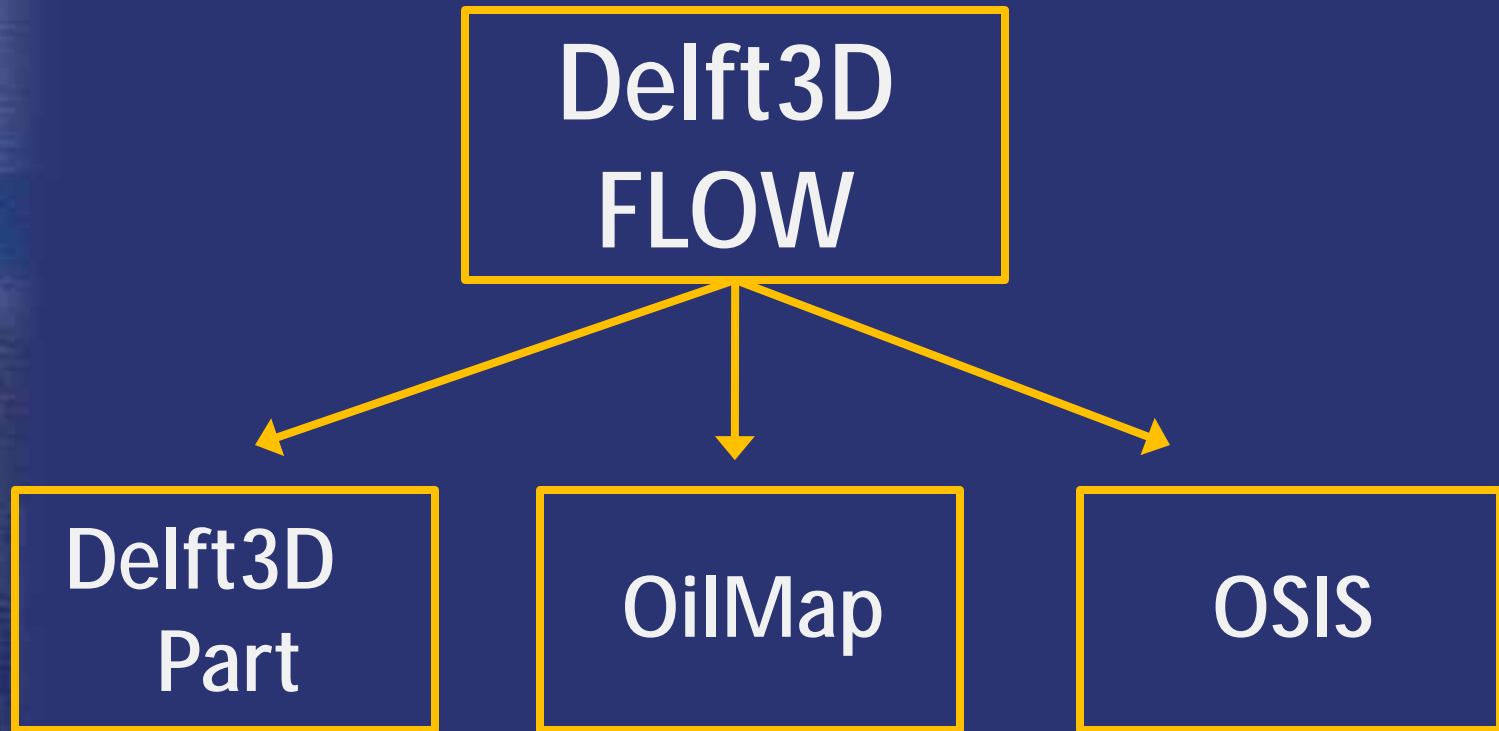 Delft3D
FLOW
Delft3D
Part
OilMap
OSIS